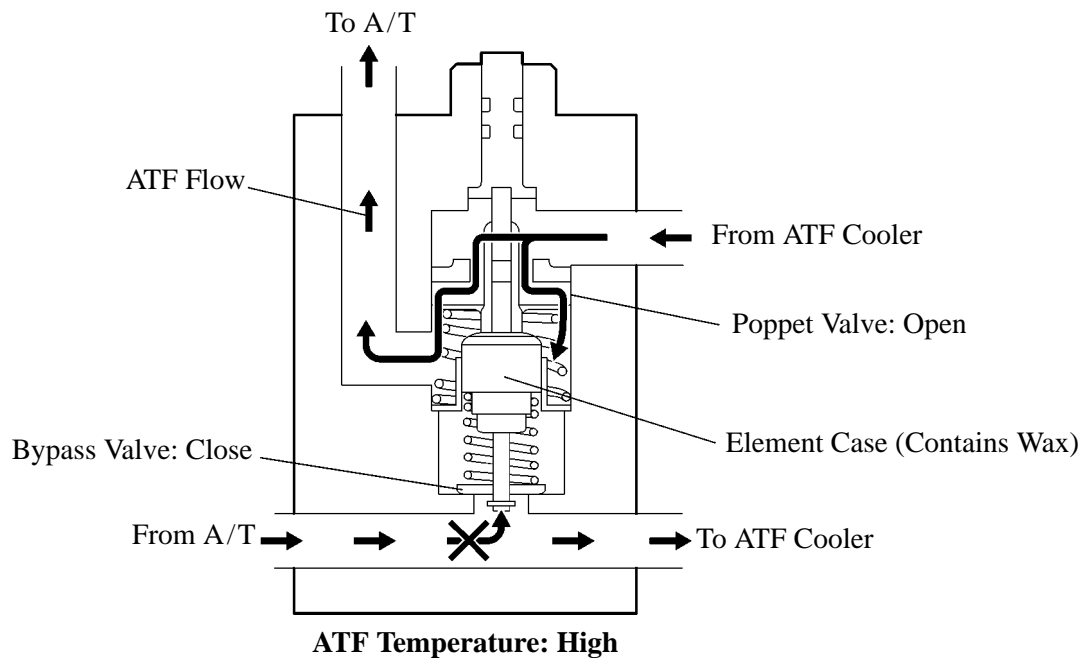 To A/T
ATF Flow
From ATF Cooler
Poppet Valve: Open
Element Case (Contains Wax)
Bypass Valve: Close
From A/T
To ATF Cooler
ATF Temperature: High